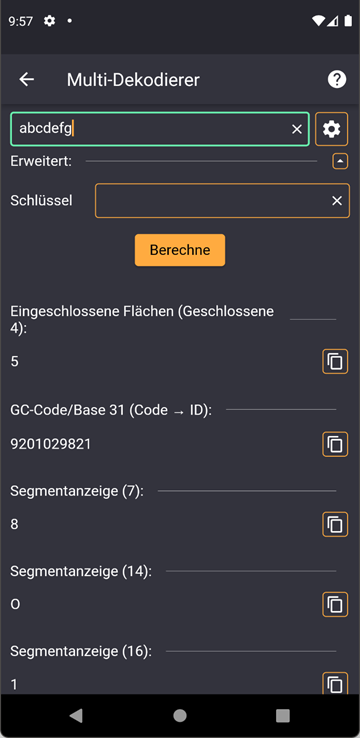 9:57
Multi-Dekodierer
abcdefg
Erweitert:
Schlüssel
Berechne
Eingeschlossene Flächen (Geschlossene
4):
5
GC-Code/Base 31 (Code → ID):
9201029821
Segmentanzeige (7):
8
Segmentanzeige (14):
O
Segmentanzeige (16):
1